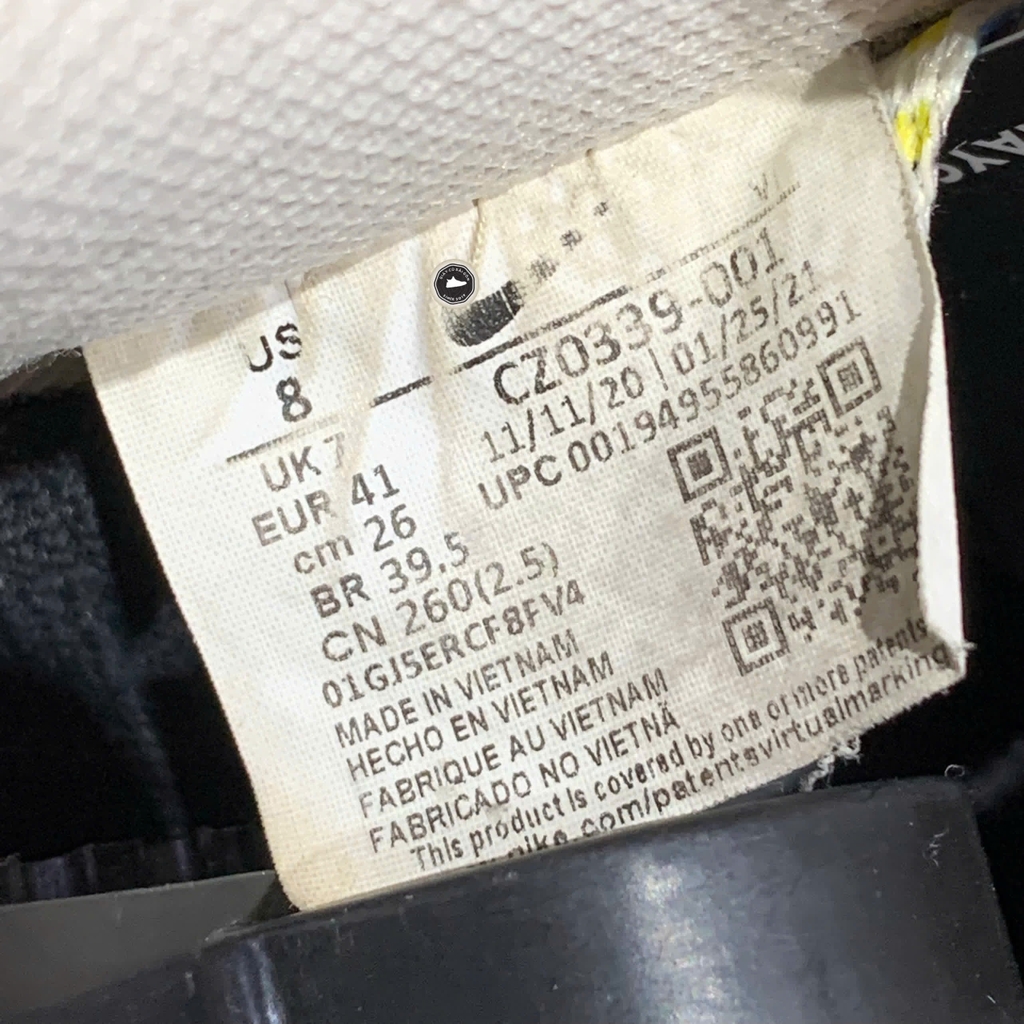 US
8
UK 7
EUR 41
cm 26
BR 39.5
CN 260(2.5)
CZ0339-001
11/11/20 | 01/25/21
UPC 00194955860991
01GJ5ERCF8FV4
MADE IN VIETNAM
HECHO EN VIETNAM
FABRIQUE AU VIETNAM
FABRICADO NO VIETNÃ
This product is covered by one or more patents
nike.com/patentsvirtualmarking